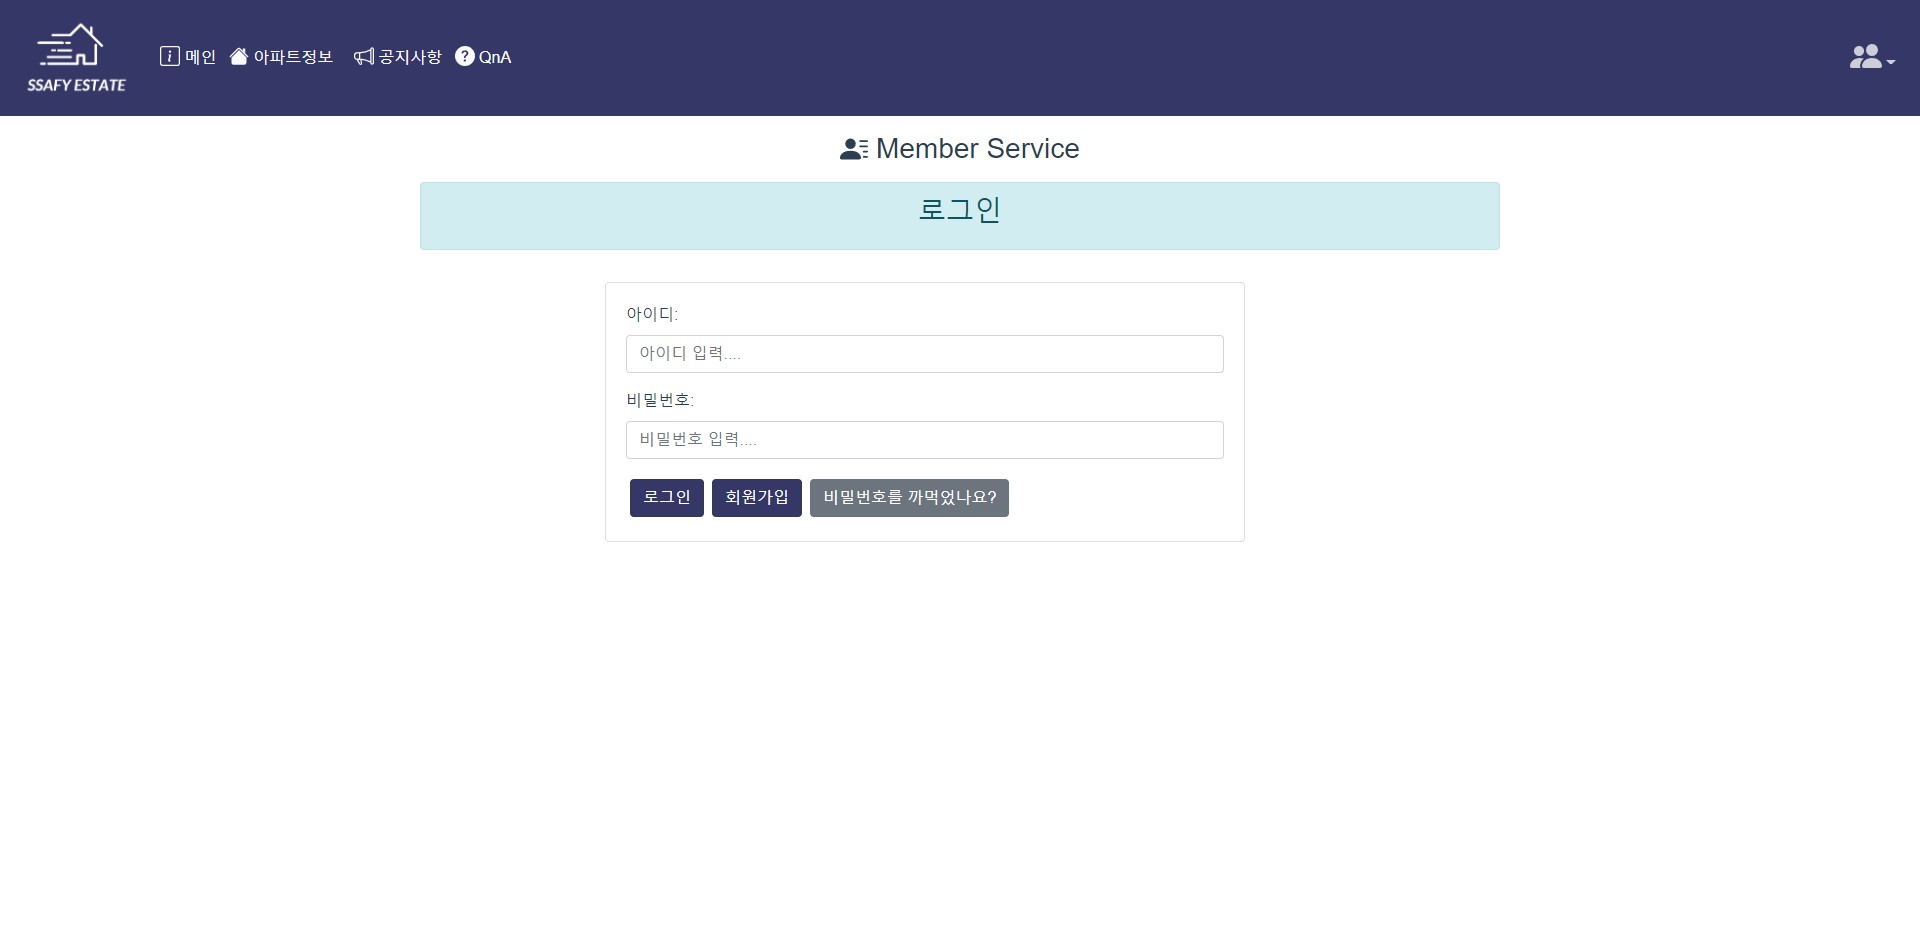 SSAFY ESTATE
메인 아파트정보 공지사항 QnA
Member Service
로그인
아이디:
아이디 입력....
비밀번호:
비밀번호 입력....
로그인 회원가입 비밀번호를 까먹었나요?